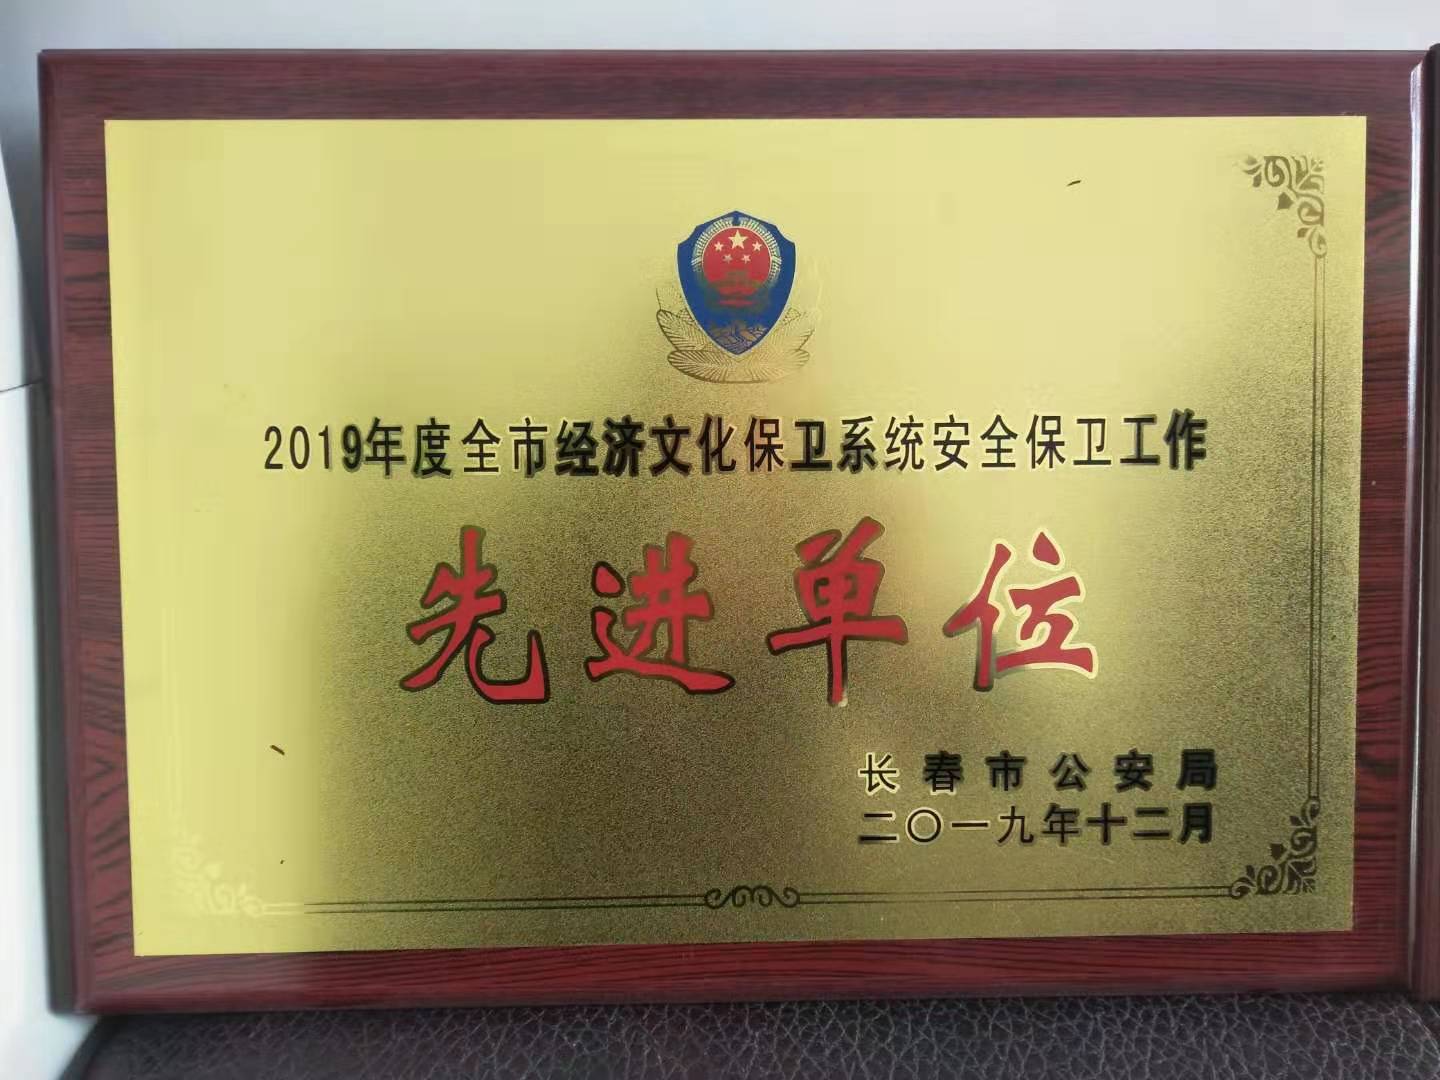 2019年度全市经济文化保卫系统安全保卫工作
先进单位
长春市公安局
二〇一九年十二月